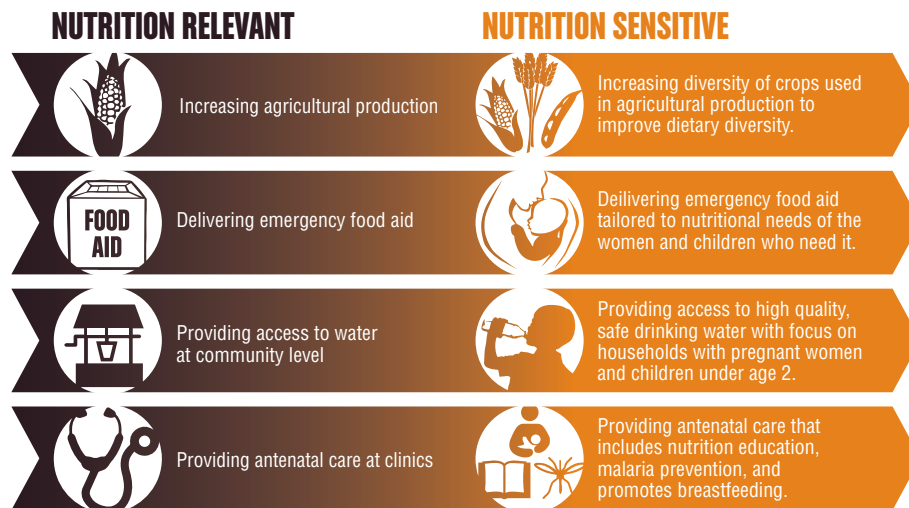 NUTRITION RELEVANT
NUTRITION SENSITIVE
Increasing agricultural production
Increasing diversity of crops used
in agricultural production to
improve dietary diversity.
FOOD
AID
Delivering emergency food aid
Deilivering emergency food aid
tailored to nutritional needs of the
women and children who need it.
Providing access to water
at community level
Providing access to high quality,
safe drinking water with focus on
households with pregnant women
and children under age 2.
Providing antenatal care at clinics
Providing antenatal care that
includes nutrition education,
malaria prevention, and
promotes breastfeeding.